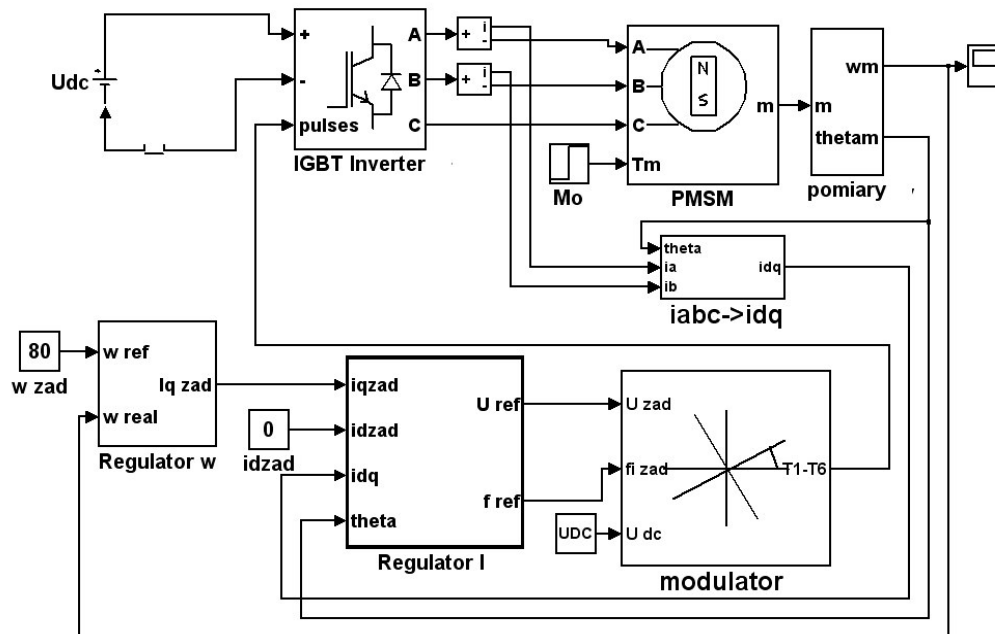 Udc
+
-
pulses
A
B
C
IGBT Inverter
+
i
-
+
i
-
A
B
C
Tm
N
S
m
PMSM
Mo
m
wm
thetam
pomiary
theta
ia
ib
idq
iabc->idq
80
w zad
w ref
w real
Iq zad
Regulator w
0
idzad
iqzad
idzad
idq
theta
U ref
f ref
Regulator I
UDC
U zad
fi zad
U dc
T1-T6
modulator